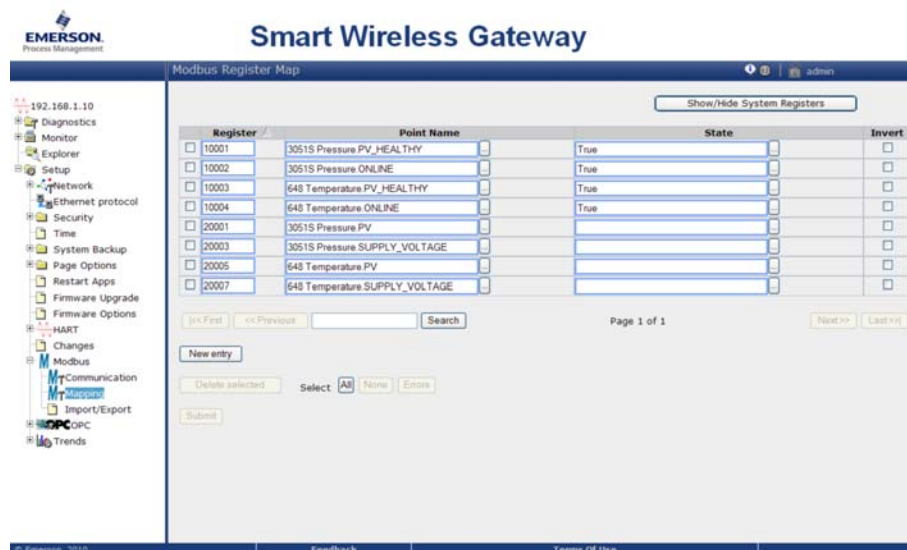 EMERSON.
Process Management
Smart Wireless Gateway
Modbus Register Map
admin
192.168.1.10
Diagnostics
Monitor
Explorer
Setup
Network
Ethernet protocol
Security
Time
System Backup
Page Options
Restart Apps
Firmware Upgrade
Firmware Options
HART
Changes
Modbus
Communication
Mapping
Import/Export
OPC OPC
Trends
Show/Hide System Registers
Register Point Name State Invert
10001 3051S Pressure.PV_HEALTHY ... True ...
10002 3051S Pressure.ONLINE ... True ...
10003 648 Temperature.PV_HEALTHY ... True ...
10004 648 Temperature.ONLINE ... True ...
20001 3051S Pressure.PV ... ...
20003 3051S Pressure.SUPPLY_VOLTAGE ... ...
20005 648 Temperature.PV ... ...
20007 648 Temperature.SUPPLY_VOLTAGE ... ...
|<< First << Previous Search Page 1 of 1 Next >> Last >>|
New entry
Delete selected Select All None Errors
Submit
© Emerson, 2010 Feedback Terms Of Use